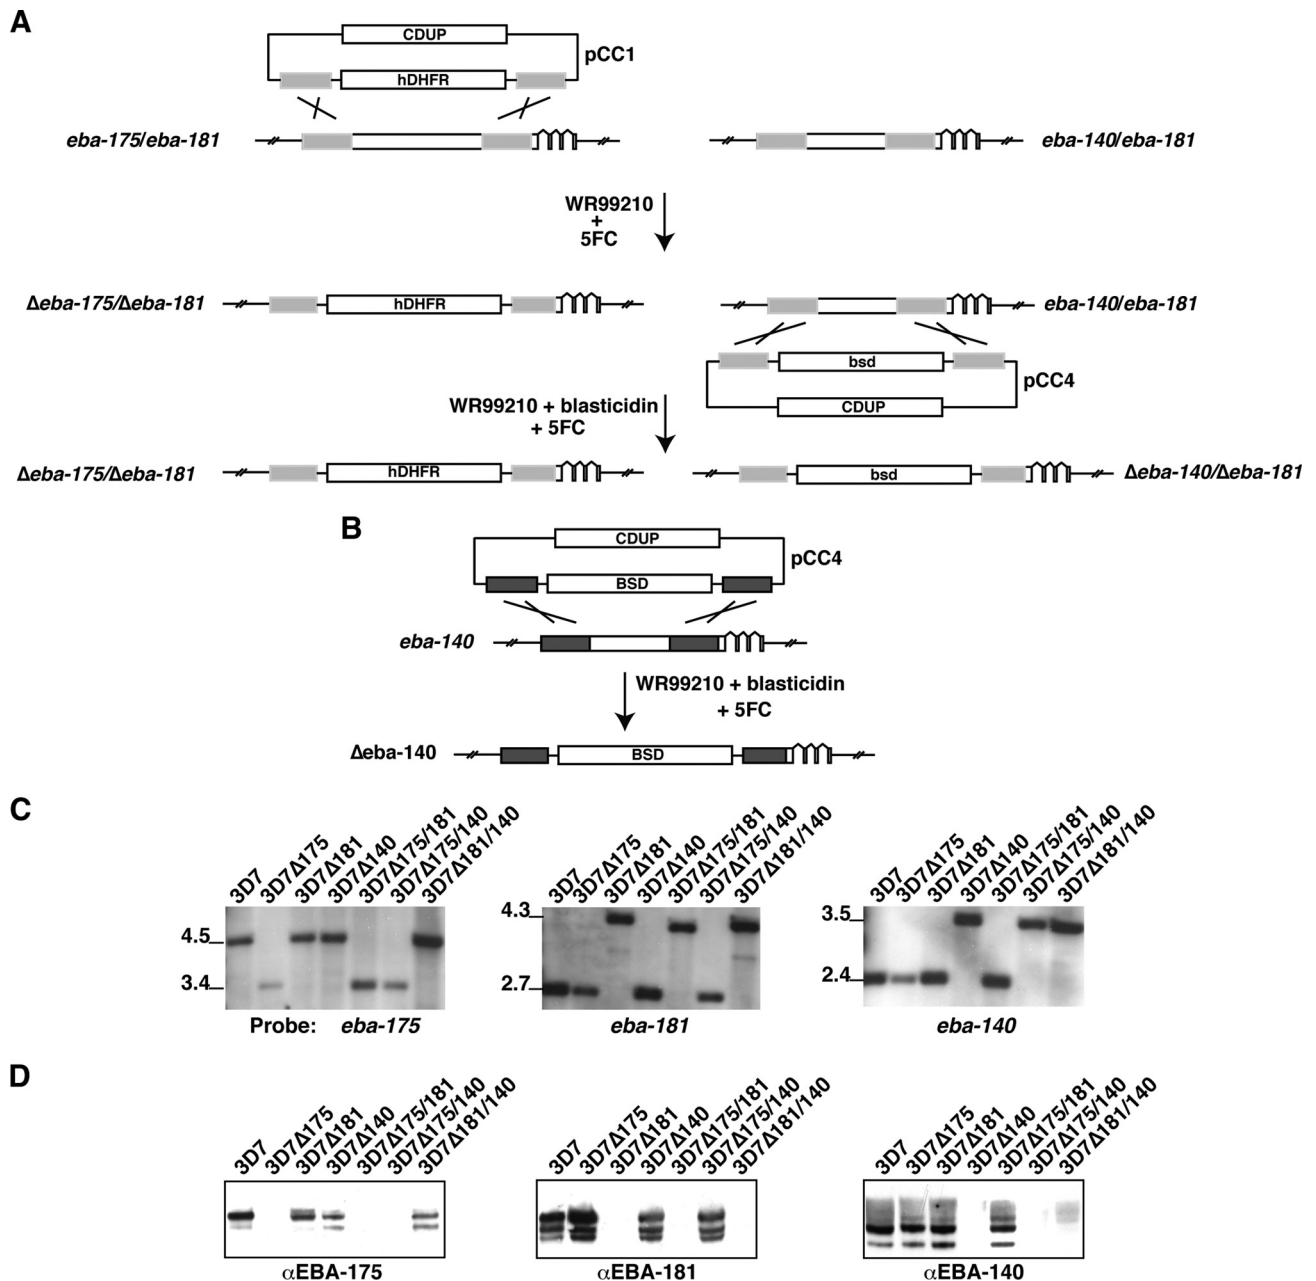 A
CDUP
pCC1
hDHFR
eba-175/eba-181
eba-140/eba-181
WR99210
+
5FC
Δeba-175/Δeba-181
hDHFR
eba-140/eba-181
bsd
pCC4
CDUP
WR99210 + blasticidin
+ 5FC
Δeba-175/Δeba-181
hDHFR
bsd
Δeba-140/Δeba-181
B
CDUP
pCC4
BSD
eba-140
WR99210 + blasticidin
+ 5FC
Δeba-140
BSD
C
3D7
3D7Δ175
3D7Δ181
3D7Δ140
3D7Δ175/181
3D7Δ175/140
3D7Δ181/140
4.5
3.4
Probe: eba-175
3D7
3D7Δ175
3D7Δ181
3D7Δ140
3D7Δ175/181
3D7Δ175/140
3D7Δ181/140
4.3
2.7
eba-181
3D7
3D7Δ175
3D7Δ181
3D7Δ140
3D7Δ175/181
3D7Δ175/140
3D7Δ181/140
3.5
2.4
eba-140
D
3D7
3D7Δ175
3D7Δ181
3D7Δ140
3D7Δ175/181
3D7Δ175/140
3D7Δ181/140
αEBA-175
3D7
3D7Δ175
3D7Δ181
3D7Δ140
3D7Δ175/181
3D7Δ175/140
3D7Δ181/140
αEBA-181
3D7
3D7Δ175
3D7Δ181
3D7Δ140
3D7Δ175/181
3D7Δ175/140
3D7Δ181/140
αEBA-140